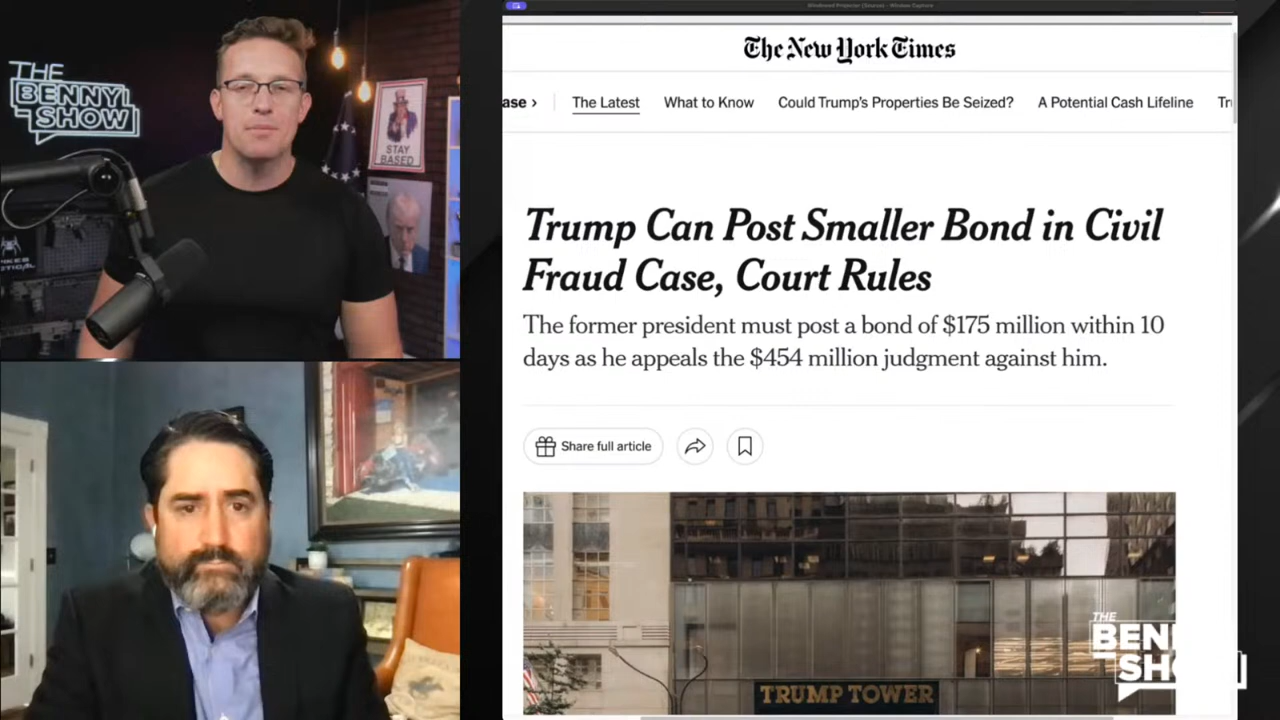 THE
BENNY
SHOW
STAY
BASED
The New York Times
ase >
The Latest
What to Know
Could Trump's Properties Be Seized?
A Potential Cash Lifeline
Trump Can Post Smaller Bond in Civil
Fraud Case, Court Rules
The former president must post a bond of $175 million within 10
days as he appeals the $454 million judgment against him.
Share full article
TRUMP TOWER
THE
BENN
SHOW